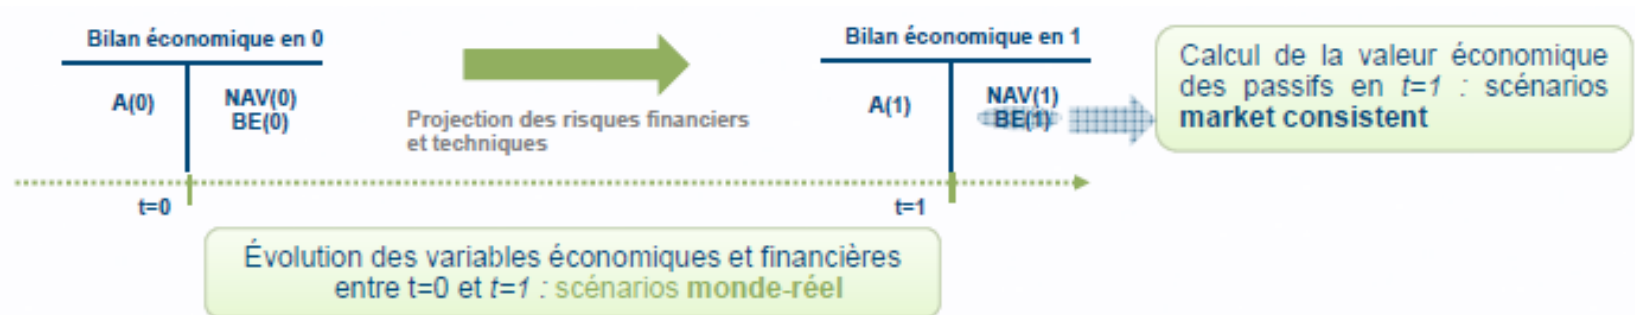 Bilan économique en 0
A(0)
NAV(0)
BE(0)
Projection des risques financiers
et techniques
Bilan économique en 1
A(1)
NAV(1)
BE(1)
Calcul de la valeur économique
des passifs en t=1 : scénarios
market consistent
t=0
t=1
Évolution des variables économiques et financières
entre t=0 et t=1 : scénarios monde-réel